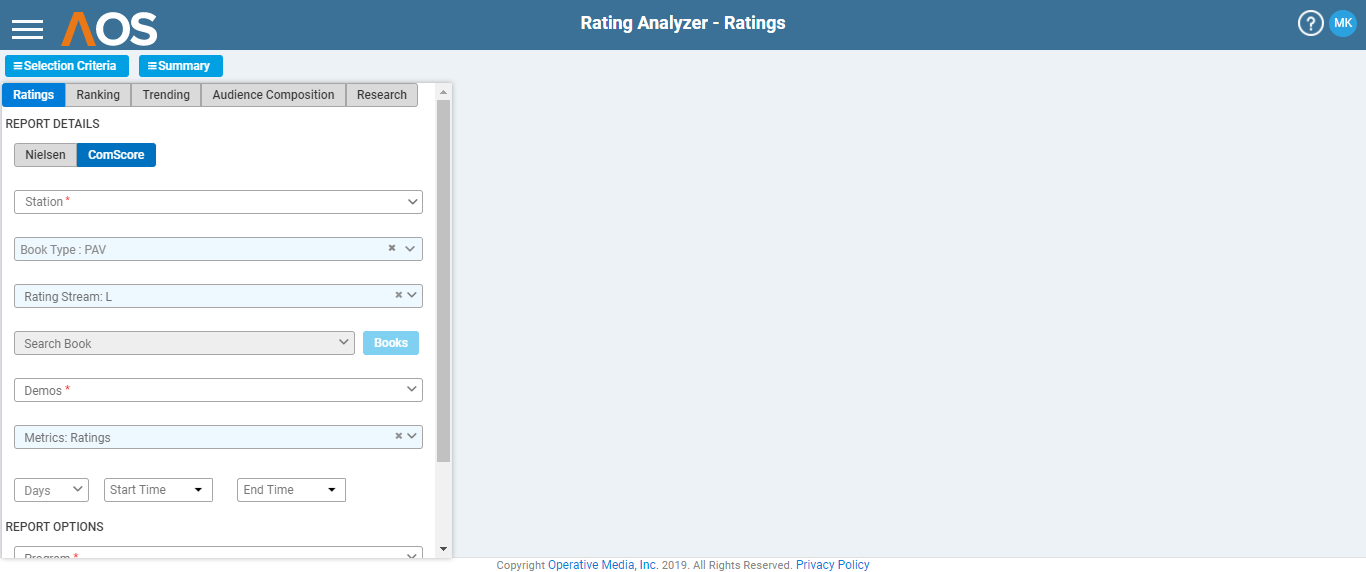 AOS
Rating Analyzer - Ratings
? MK
Selection Criteria Summary
Ratings Ranking Trending Audience Composition Research
REPORT DETAILS
Nielsen ComScore
Station *
Book Type : PAV
Rating Stream: L
Search Book Books
Demos *
Metrics: Ratings
Days Start Time End Time
REPORT OPTIONS
Program *
Copyright Operative Media, Inc. 2019. All Rights Reserved. Privacy Policy